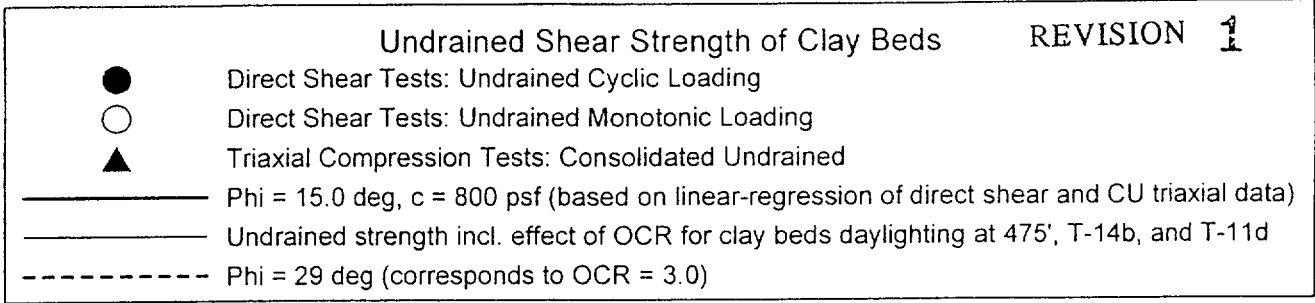 Undrained Shear Strength of Clay Beds REVISION 1
Direct Shear Tests: Undrained Cyclic Loading
Direct Shear Tests: Undrained Monotonic Loading
Triaxial Compression Tests: Consolidated Undrained
Phi = 15.0 deg, c = 800 psf (based on linear-regression of direct shear and CU triaxial data)
Undrained strength incl. effect of OCR for clay beds daylighting at 475', T-14b, and T-11d
Phi = 29 deg (corresponds to OCR = 3.0)